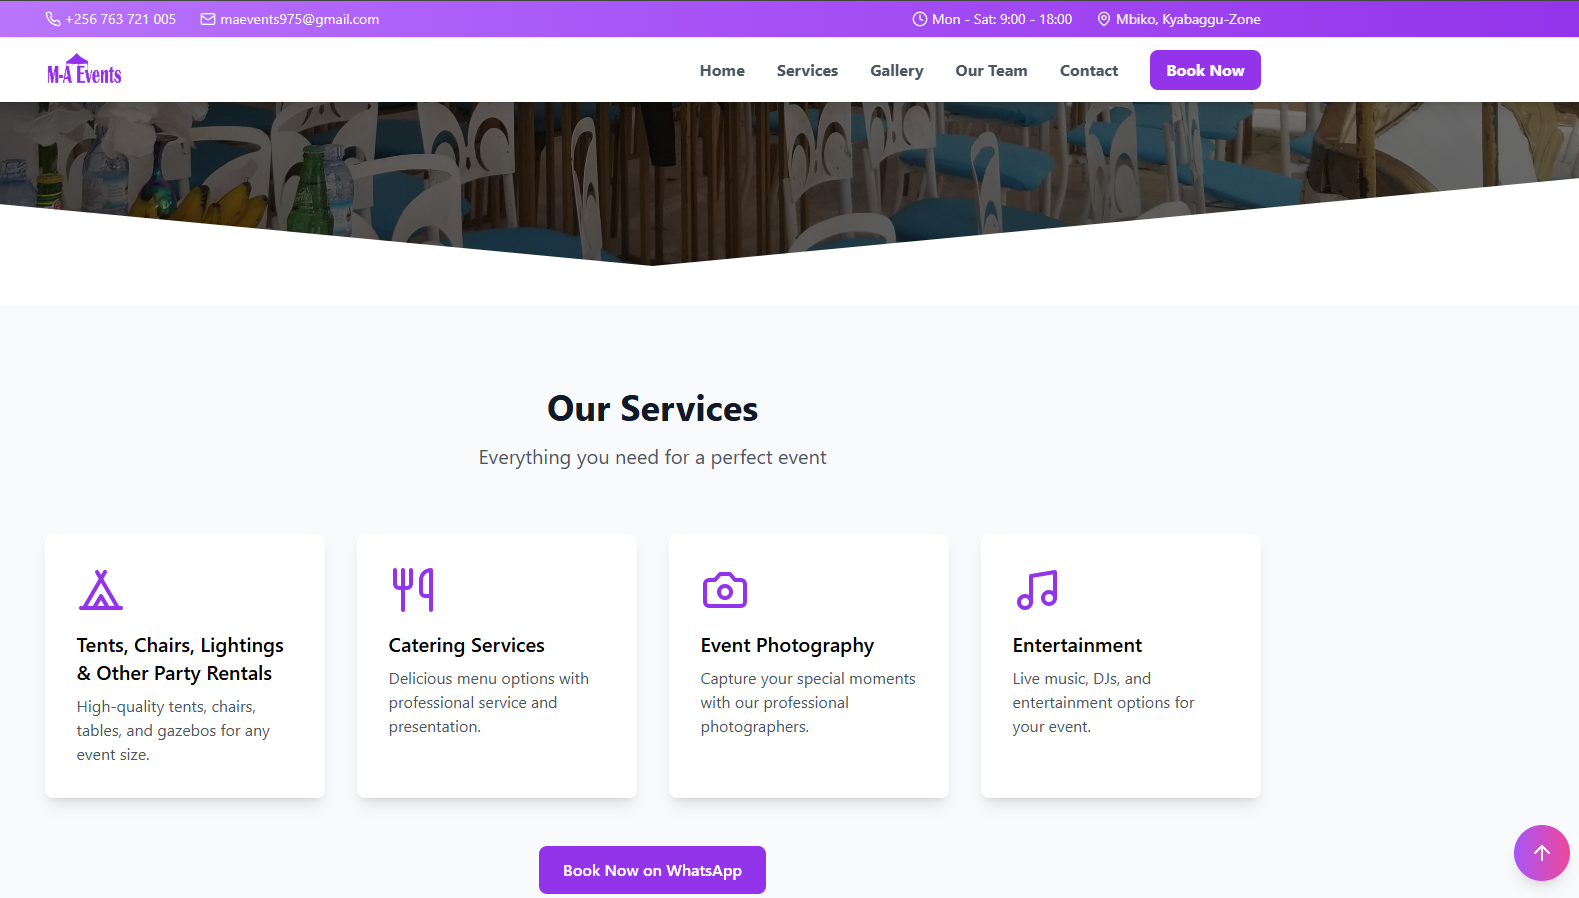 +256 763 721 005 maevents975@gmail.com Mon - Sat: 9:00 - 18:00 Mbiko, Kyabaggu-Zone
M-A Events Home Services Gallery Our Team Contact Book Now
Our Services
Everything you need for a perfect event
Tents, Chairs, Lightings
& Other Party Rentals
High-quality tents, chairs,
tables, and gazebos for any
event size.
Catering Services
Delicious menu options with
professional service and
presentation.
Event Photography
Capture your special moments
with our professional
photographers.
Entertainment
Live music, DJs, and
entertainment options for
your event.
Book Now on WhatsApp